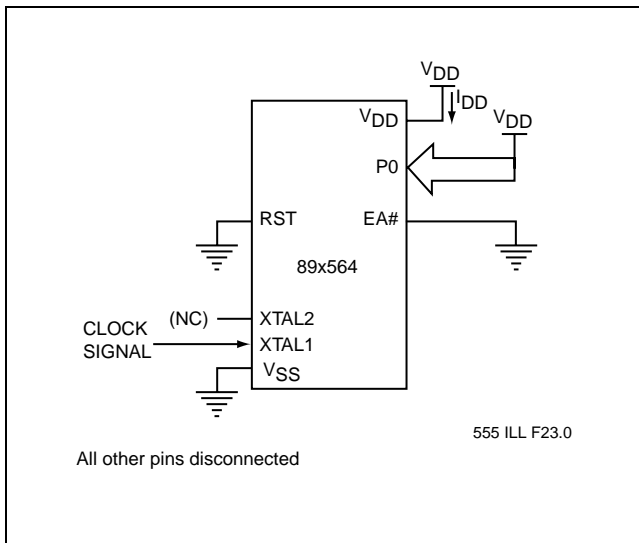 VDD
IDD
VDD
VDD
P0
RST
EA#
89x564
(NC)
XTAL2
CLOCK
SIGNAL
XTAL1
VSS
555 ILL F23.0
All other pins disconnected